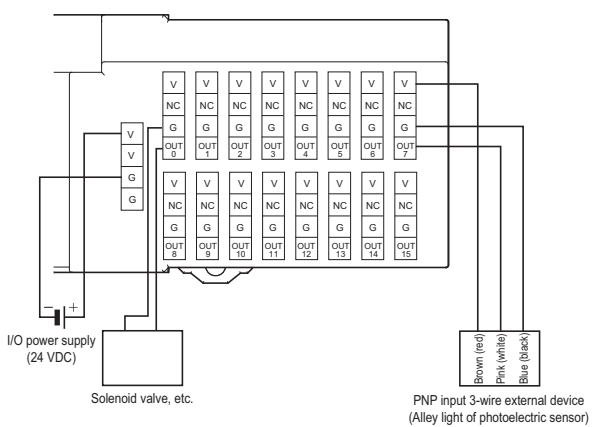 V V V V V V V V
NC NC NC NC NC NC NC NC
G G G G G G G G
OUT 0 OUT 1 OUT 2 OUT 3 OUT 4 OUT 5 OUT 6 OUT 7
V
V
G
G
V V V V V V V V
NC NC NC NC NC NC NC NC
G G G G G G G G
OUT 8 OUT 9 OUT 10 OUT 11 OUT 12 OUT 13 OUT 14 OUT 15
− +
I/O power supply
(24 VDC)
Solenoid valve, etc.
Brown (red)
Pink (white)
Blue (black)
PNP input 3-wire external device
(Alley light of photoelectric sensor)